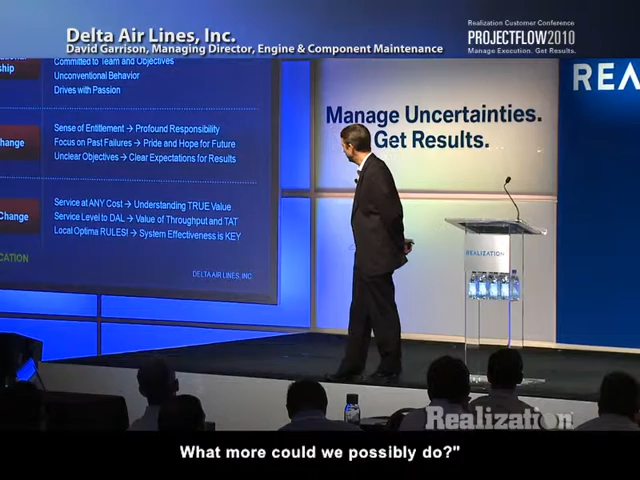 Delta Air Lines, Inc.
David Garrison, Managing Director, Engine & Component Maintenance
Realization Customer Conference
PROJECTFLOW2010
Manage Execution. Get Results.
Committed to Team and Objectives
Unconventional Behavior
Drives with Passion
Sense of Entitlement → Profound Responsibility
Focus on Past Failures → Pride and Hope for Future
Unclear Objectives → Clear Expectations for Results
Service at ANY Cost → Understanding TRUE Value
Service Level to DAL → Value of Throughput and TAT
Local Optima RULES! → System Effectiveness is KEY
Change
DELTA AIR LINES, INC
Manage Uncertainties.
Get Results.
REALIZATION
Realization
What more could we possibly do?"